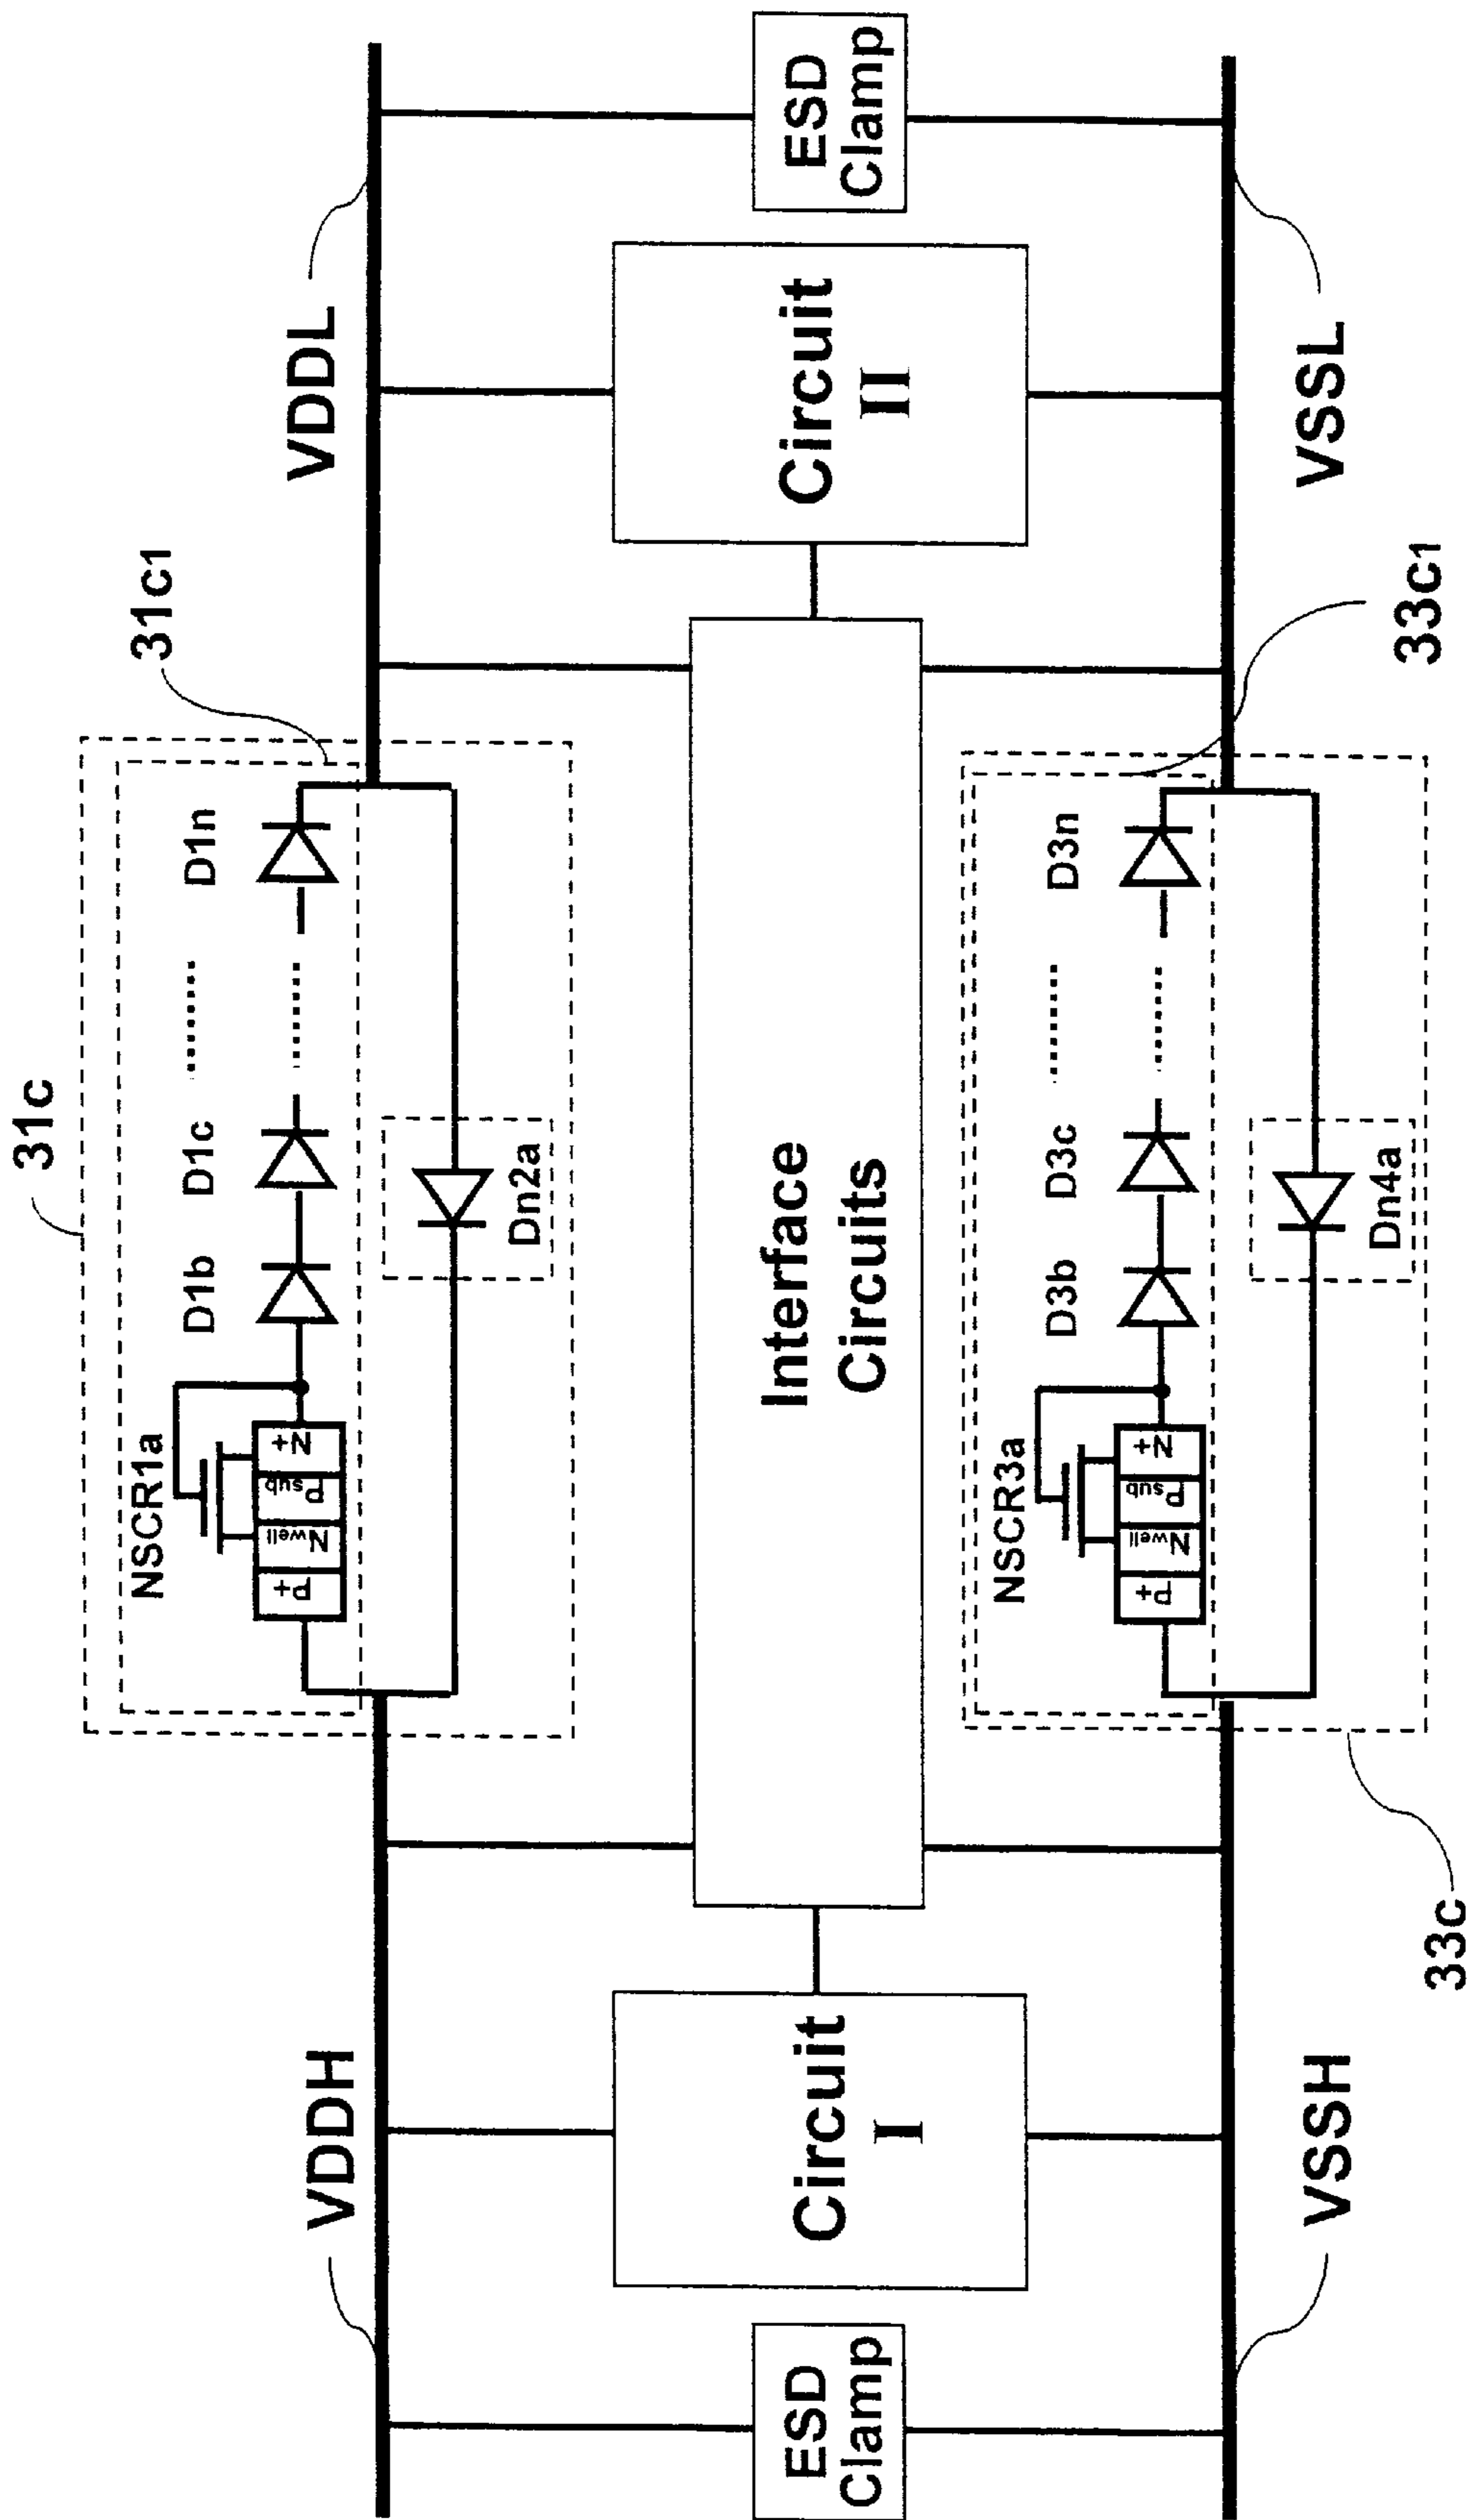 31c
31c1
NSCR1a
D1b
D1c
........
D1n
P+
Nwell
Psub
N+
VDDH
VDDL
Dn2a
ESD
Clamp
Circuit
I
Interface
Circuits
Circuit
II
ESD
Clamp
NSCR3a
D3b
D3c
........
D3n
P+
Nwell
Psub
N+
VSSH
VSSL
Dn4a
33c
33c1